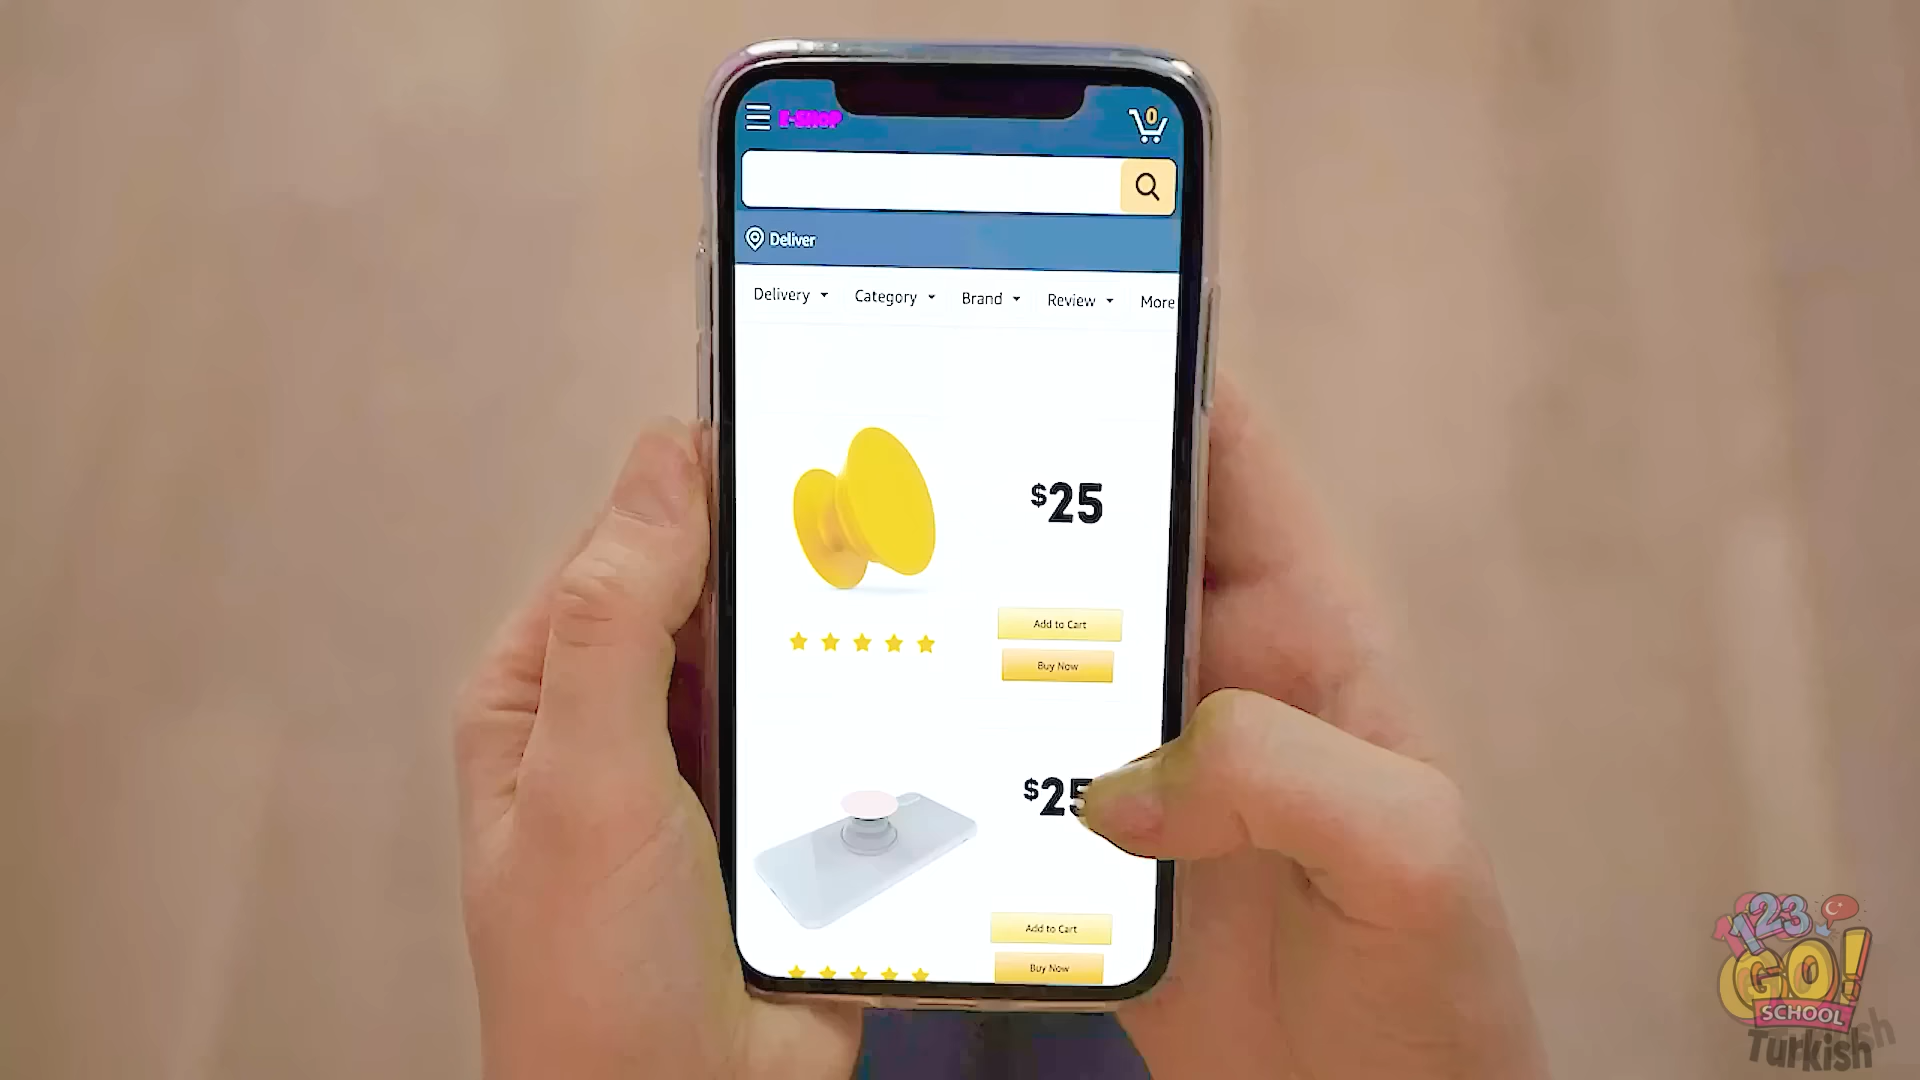 E-SHOP
0
Deliver
Delivery
Category
Brand
Review
More
$25
Add to Cart
Buy Now
$25
Add to Cart
Buy Now
123
GO!
SCHOOL
Turkish